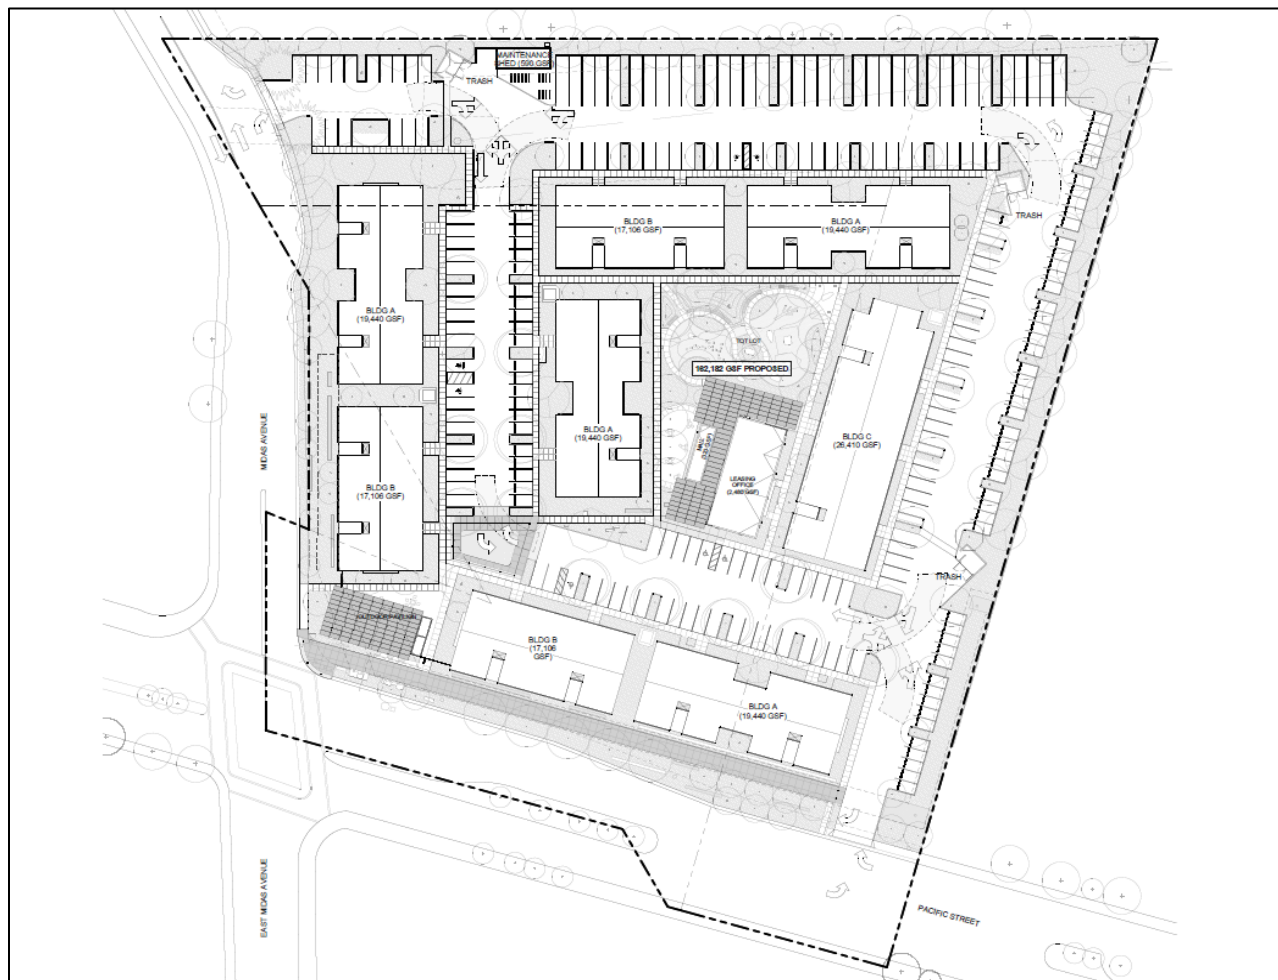 MAINTENANCE
SHED (590 GSF)
TRASH
BLDG B
(17,106 GSF)
BLDG A
(19,440 GSF)
TRASH
BLDG A
(19,440 GSF)
TOT LOT
162,182 GSF PROPOSED
BLDG A
(19,440 GSF)
BLDG C
(26,410 GSF)
MIDAS AVENUE
LEASING
OFFICE
BLDG B
(17,106 GSF)
TRASH
BLDG B
(17,106
GSF)
BLDG A
(19,440 GSF)
EAST MIDAS AVENUE
PACIFIC STREET